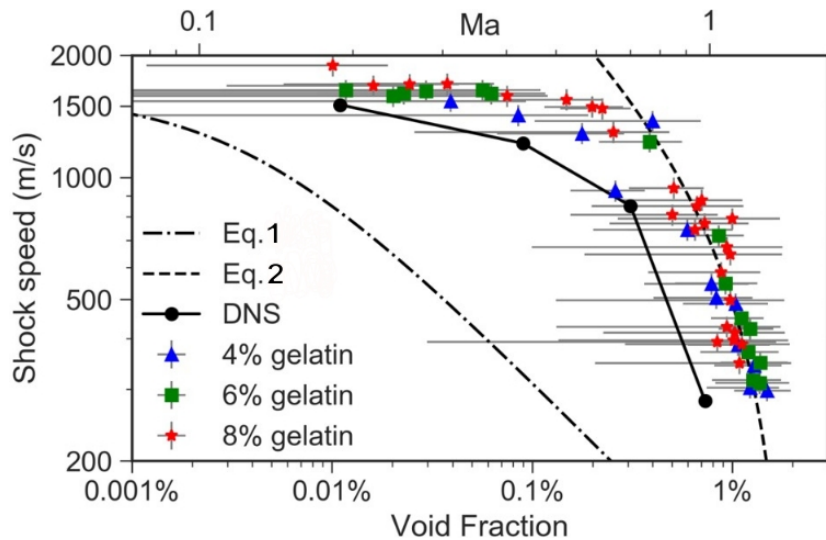 0.1 Ma 1
2000
1500
1000
500
200
Shock speed (m/s)
Eq.1
Eq.2
DNS
4% gelatin
6% gelatin
8% gelatin
0.001% 0.01% 0.1% 1%
Void Fraction